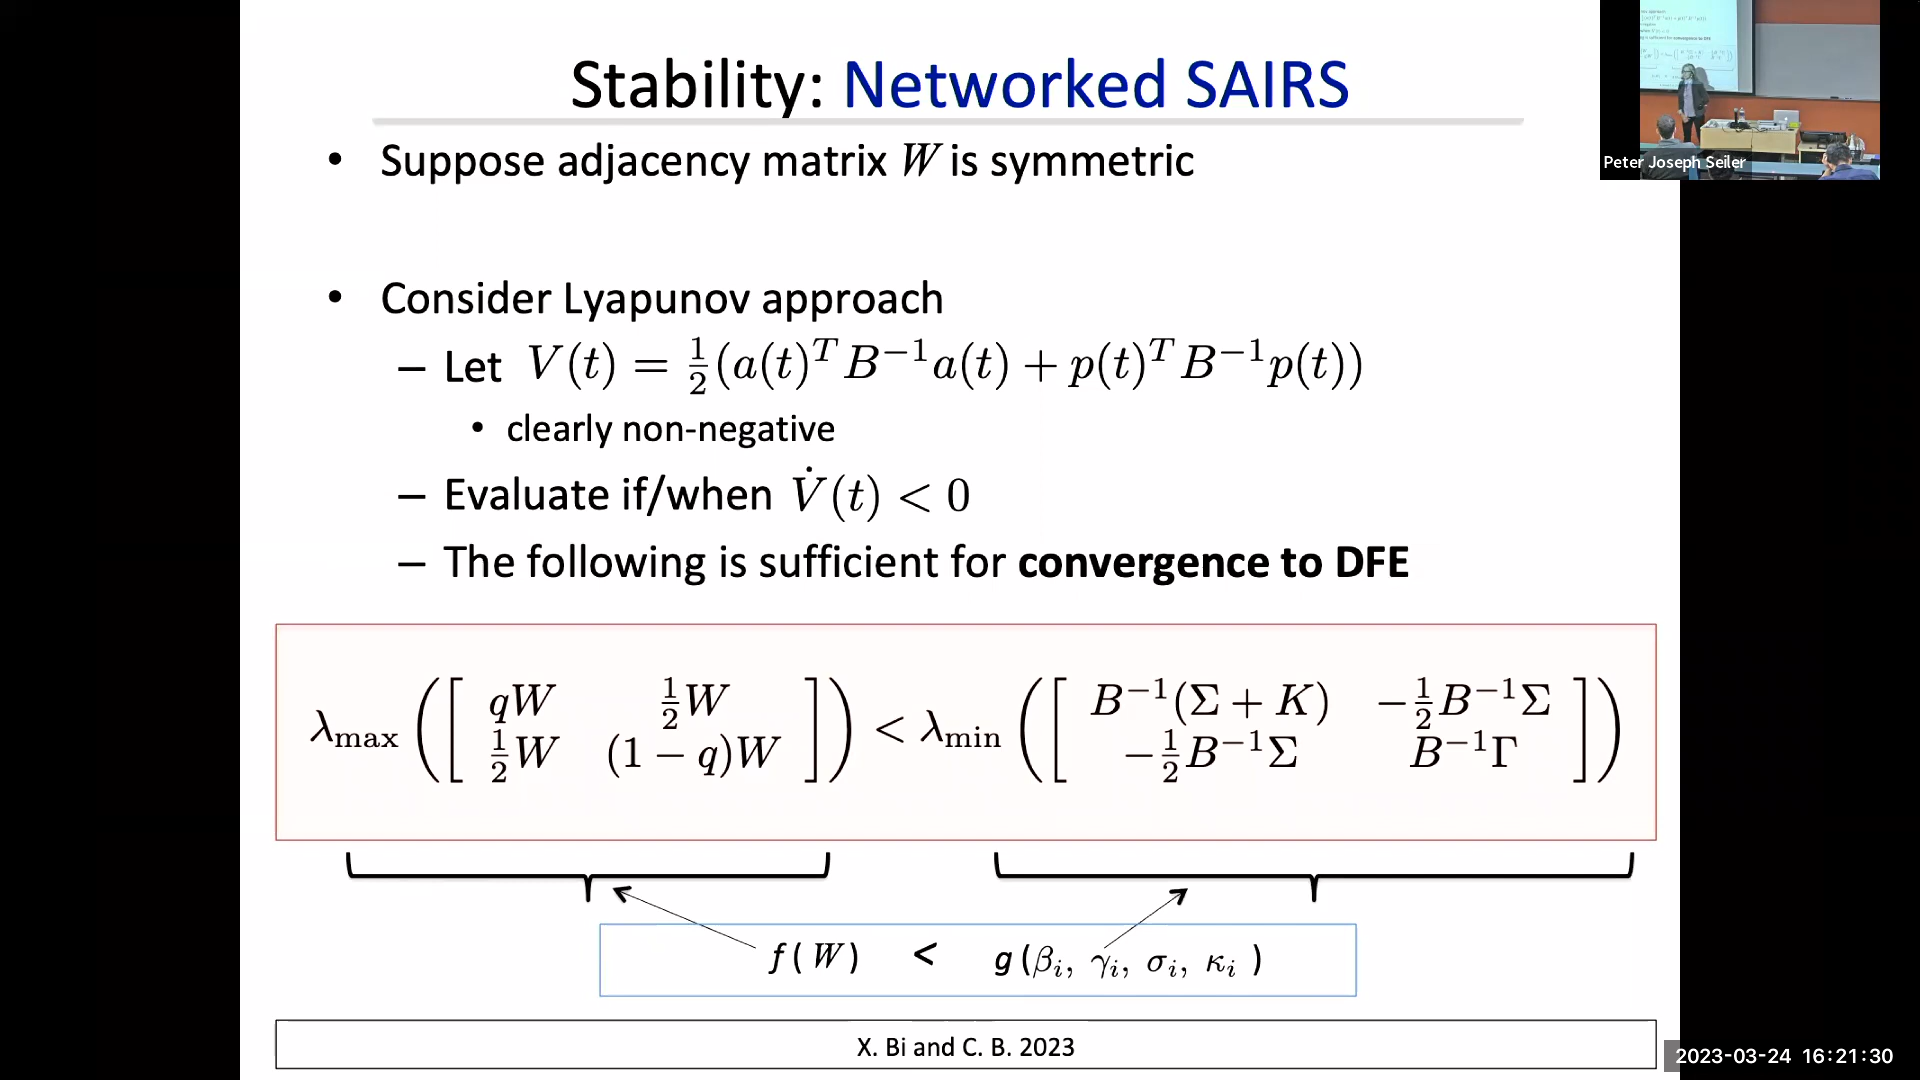 Stability: Networked SAIRS
• Suppose adjacency matrix W is symmetric
• Consider Lyapunov approach
– Let V(t) = ½(a(t)ᵀB⁻¹a(t) + p(t)ᵀB⁻¹p(t))
• clearly non-negative
– Evaluate if/when V̇(t) < 0
– The following is sufficient for convergence to DFE
λmax([ qW ½W ; ½W (1 − q)W ]) < λmin([ B⁻¹(Σ + K) −½B⁻¹Σ ; −½B⁻¹Σ B⁻¹Γ ])
f(W) < g(βᵢ, γᵢ, σᵢ, κᵢ )
X. Bi and C. B. 2023
Peter Joseph Seiler
2023-03-24 16:21:30